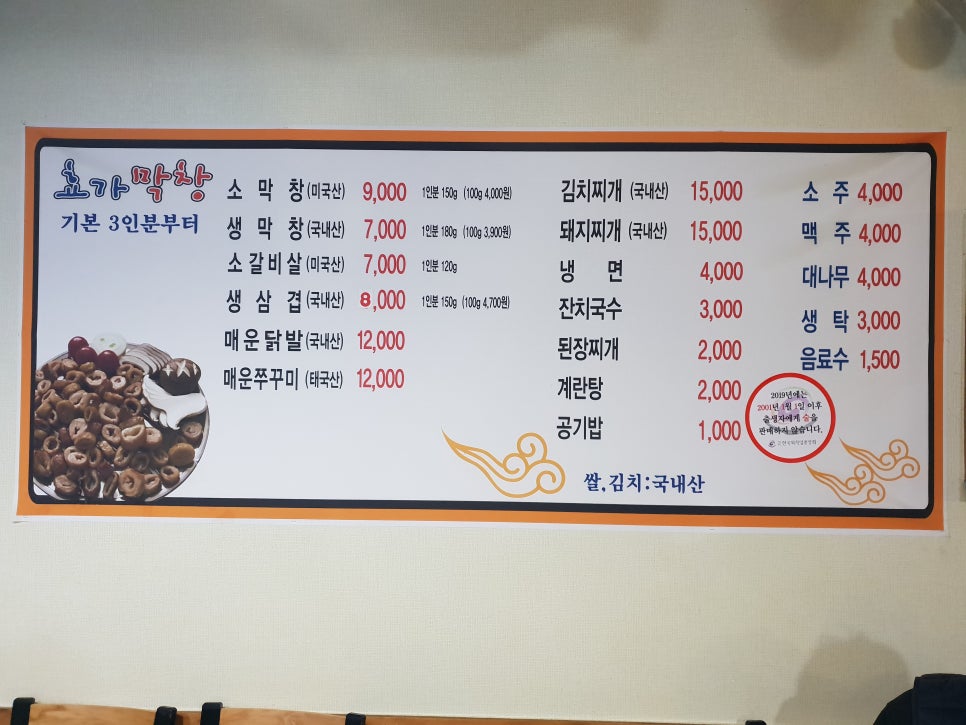 효가막창
기본 3인분부터
소 막 창 (미국산) 9,000 1인분 150g (100g 4,000원)
생 막 창 (국내산) 7,000 1인분 180g (100g 3,900원)
소 갈 비 살 (미국산) 7,000 1인분 120g
생 삼 겹 (국내산) 8,000 1인분 150g (100g 4,700원)
매 운 닭 발 (국내산) 12,000
매운쭈꾸미 (태국산) 12,000
김치찌개 (국내산) 15,000
돼지찌개 (국내산) 15,000
냉 면 4,000
잔치국수 3,000
된장찌개 2,000
계란탕 2,000
공기밥 1,000
쌀,김치:국내산
소 주 4,000
맥 주 4,000
대나무 4,000
생 탁 3,000
음료수 1,500
2019년에는
2001년 1월 1일 이후
출생자에게 술을
판매하지 않습니다.